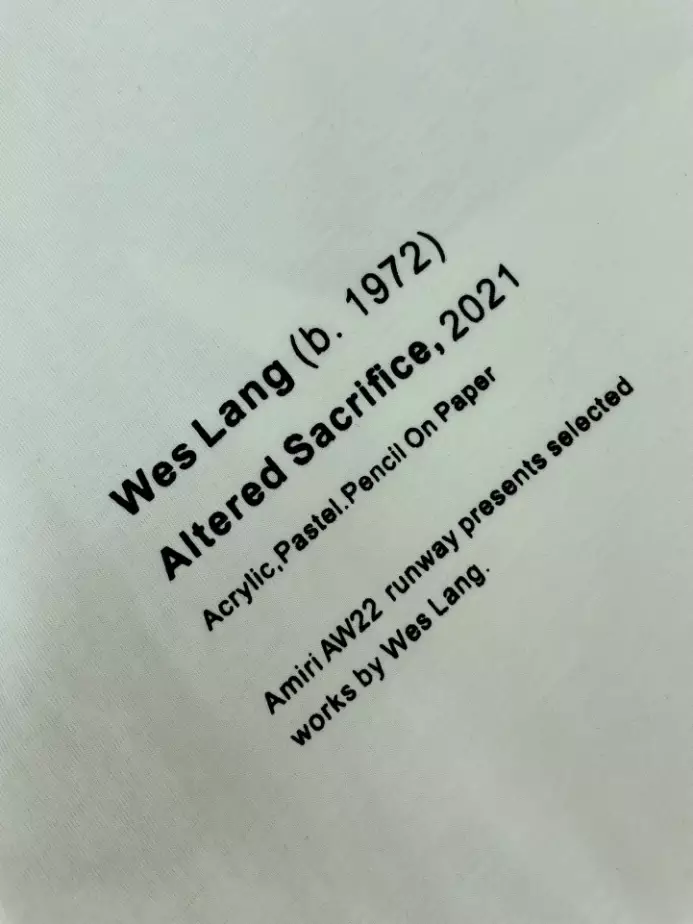 Wes Lang (b. 1972)
Altered Sacrifice, 2021
Acrylic,Pastel.Pencil On Paper
Amiri AW22 runway presents selected
works by Wes Lang.